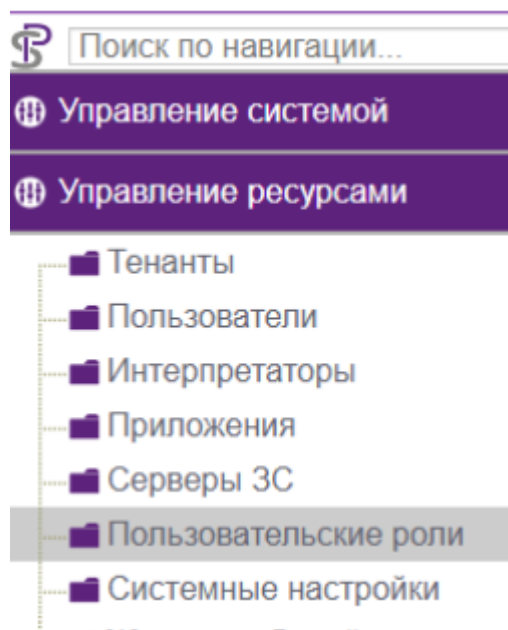 Поиск по навигации...
Управление системой
Управление ресурсами
Тенанты
Пользователи
Интерпретаторы
Приложения
Серверы ЗС
Пользовательские роли
Системные настройки